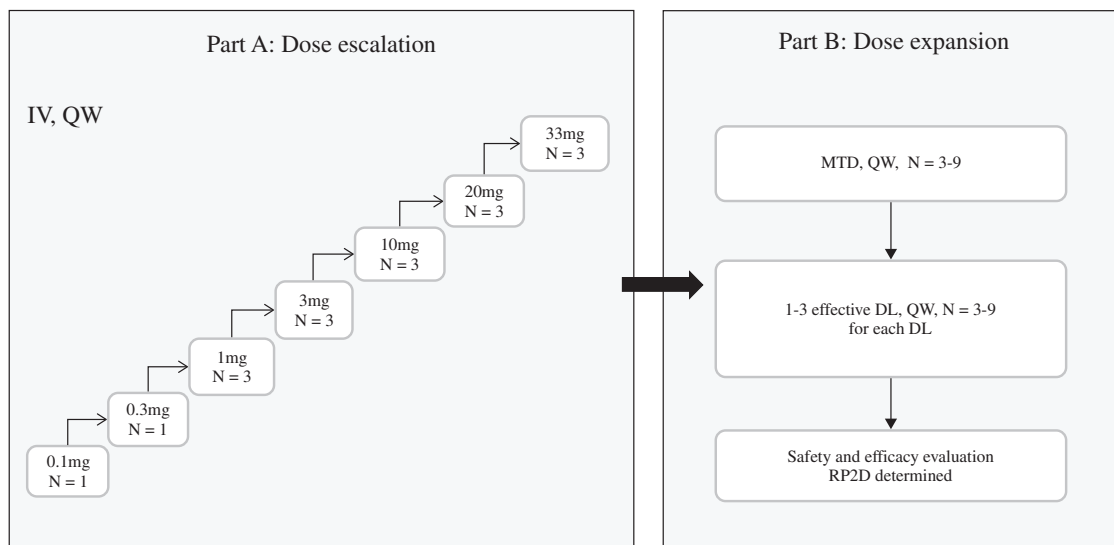 Part A: Dose escalation
IV, QW
33mg
N = 3
20mg
N = 3
10mg
N = 3
3mg
N = 3
1mg
N = 3
0.3mg
N = 1
0.1mg
N = 1
Part B: Dose expansion
MTD, QW, N = 3-9
1-3 effective DL, QW, N = 3-9
for each DL
Safety and efficacy evaluation
RP2D determined